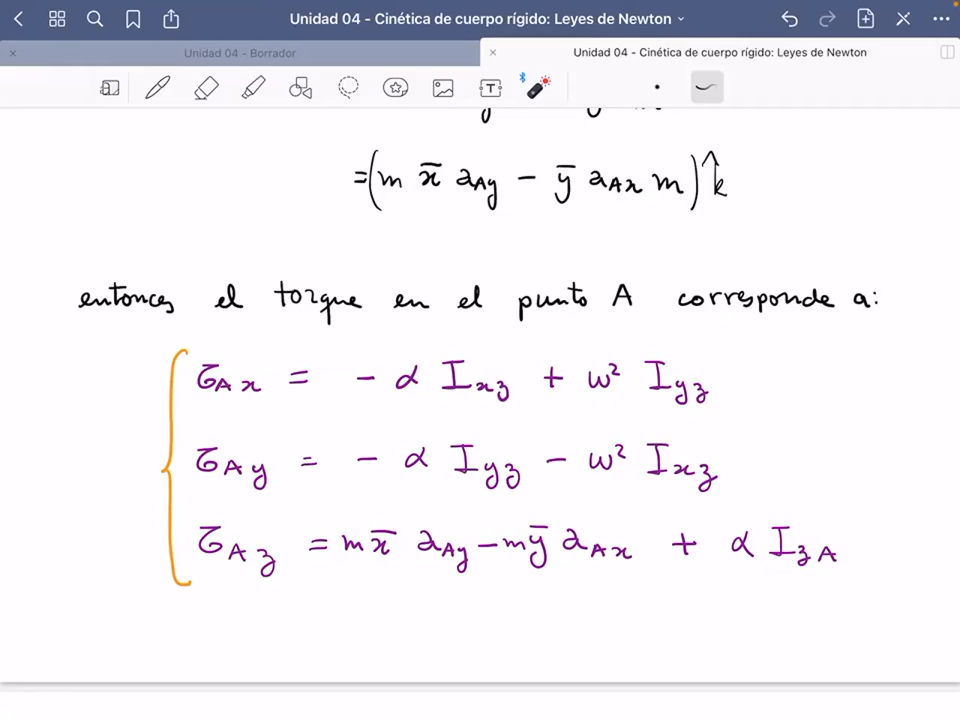 Unidad 04 - Cinética de cuerpo rígido: Leyes de Newton
Unidad 04 - Borrador
Unidad 04 - Cinética de cuerpo rígido: Leyes de Newton
=(m x̄ a_Ay − ȳ a_Ax m) k̂
entonces el torque en el punto A corresponde a:
τ_Ax = − α I_xz + ω² I_yz
τ_Ay = − α I_yz − ω² I_xz
τ_Az = m x̄ a_Ay − m ȳ a_Ax + α I_zA